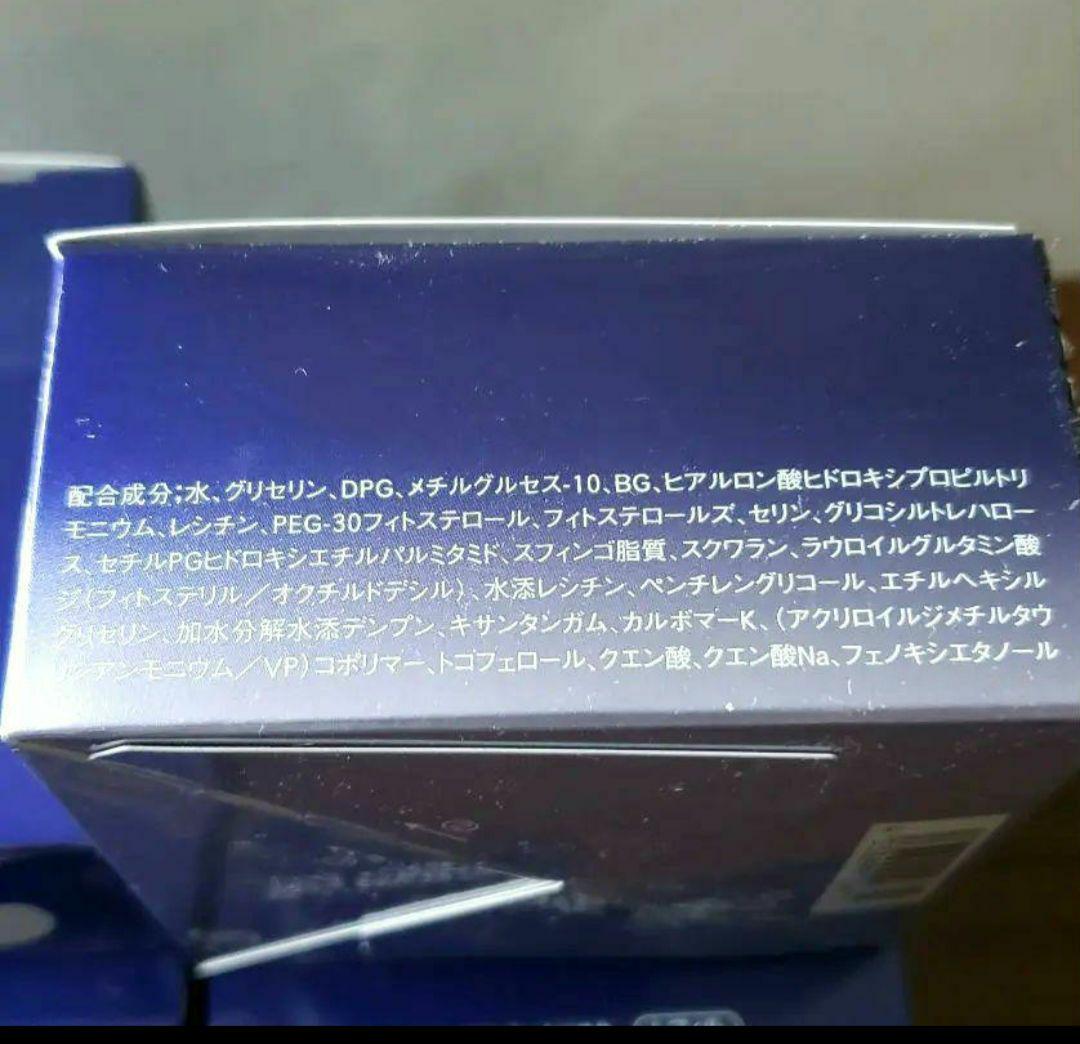 配合成分;水、グリセリン、DPG、メチルグルセス-10、BG、ヒアルロン酸ヒドロキシプロピルトリ
モニウム、レシチン、PEG-30フィトステロール、フィトステロールズ、セリン、グリコシルトレハロー
ス、セチルPGヒドロキシエチルパルミタミド、スフィンゴ脂質、スクワラン、ラウロイルグルタミン酸
ジ(フィトステリル/オクチルドデシル)、水添レシチン、ペンチレングリコール、エチルヘキシル
グリセリン、加水分解水添デンプン、キサンタンガム、カルボマーK、(アクリロイルジメチルタウ
リンアンモニウム/VP)コポリマー、トコフェロール、クエン酸、クエン酸Na、フェノキシエタノール